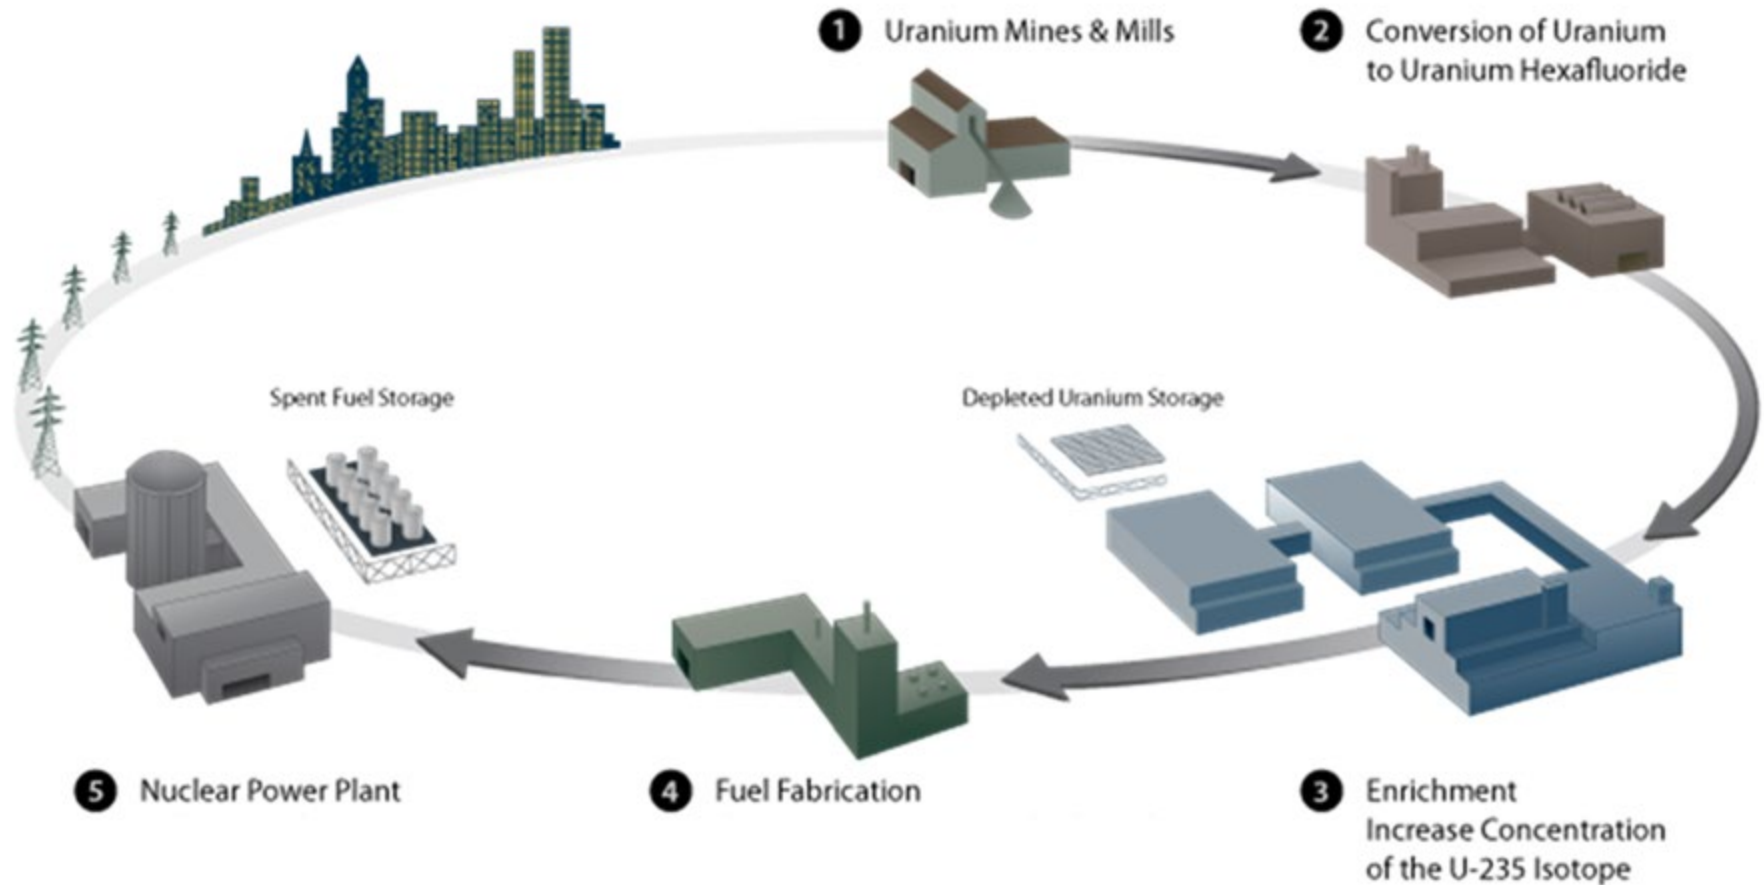 1 Uranium Mines & Mills
2 Conversion of Uranium
to Uranium Hexafluoride
Spent Fuel Storage
Depleted Uranium Storage
5 Nuclear Power Plant
4 Fuel Fabrication
3 Enrichment
Increase Concentration
of the U-235 Isotope